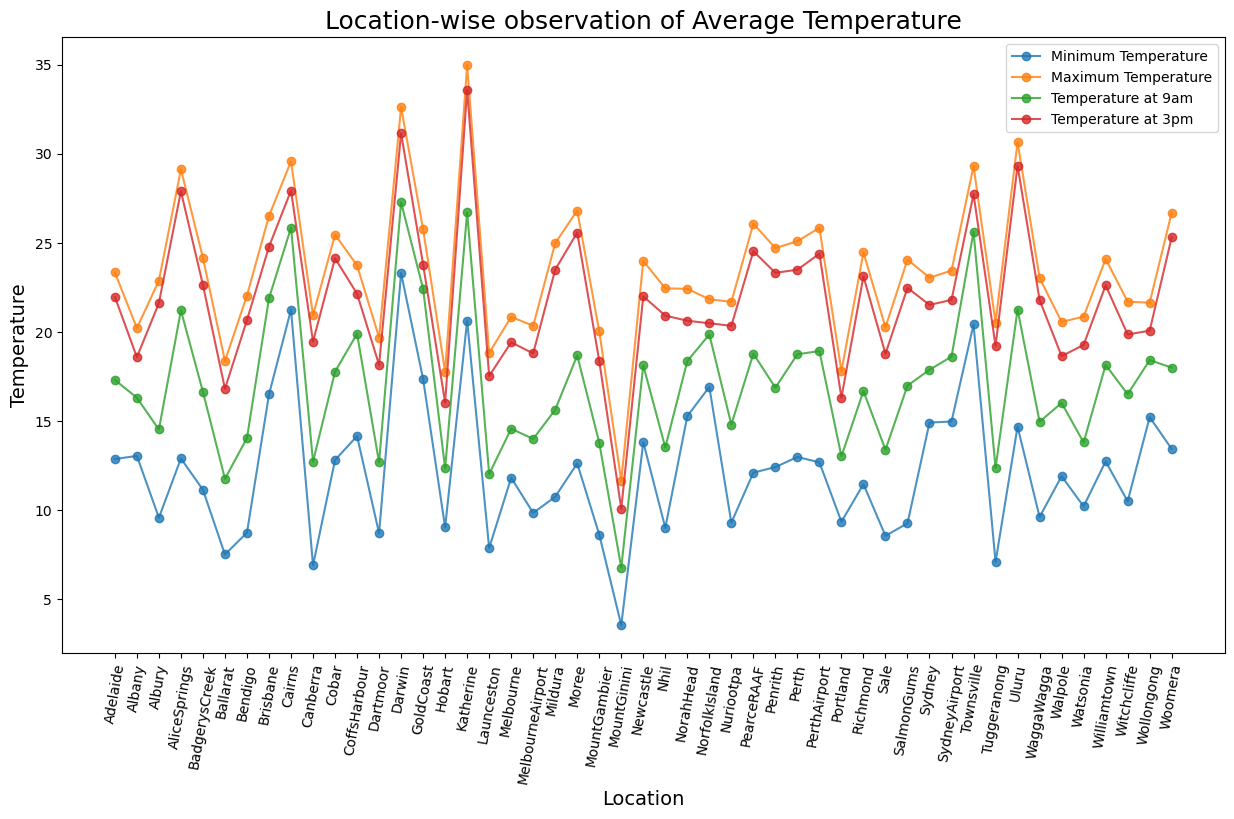 Location-wise observation of Average Temperature
Minimum Temperature
Maximum Temperature
Temperature at 9am
Temperature at 3pm
Temperature
35
30
25
20
15
10
5
Adelaide
Albany
Albury
AliceSprings
BadgerysCreek
Ballarat
Bendigo
Brisbane
Cairns
Canberra
Cobar
CoffsHarbour
Dartmoor
Darwin
GoldCoast
Hobart
Katherine
Launceston
Melbourne
MelbourneAirport
Mildura
Moree
MountGambier
MountGinini
Newcastle
Nhil
NorahHead
NorfolkIsland
Nuriootpa
PearceRAAF
Penrith
Perth
PerthAirport
Portland
Richmond
Sale
SalmonGums
Sydney
SydneyAirport
Townsville
Tuggeranong
Uluru
WaggaWagga
Walpole
Watsonia
Williamtown
Witchcliffe
Wollongong
Woomera
Location